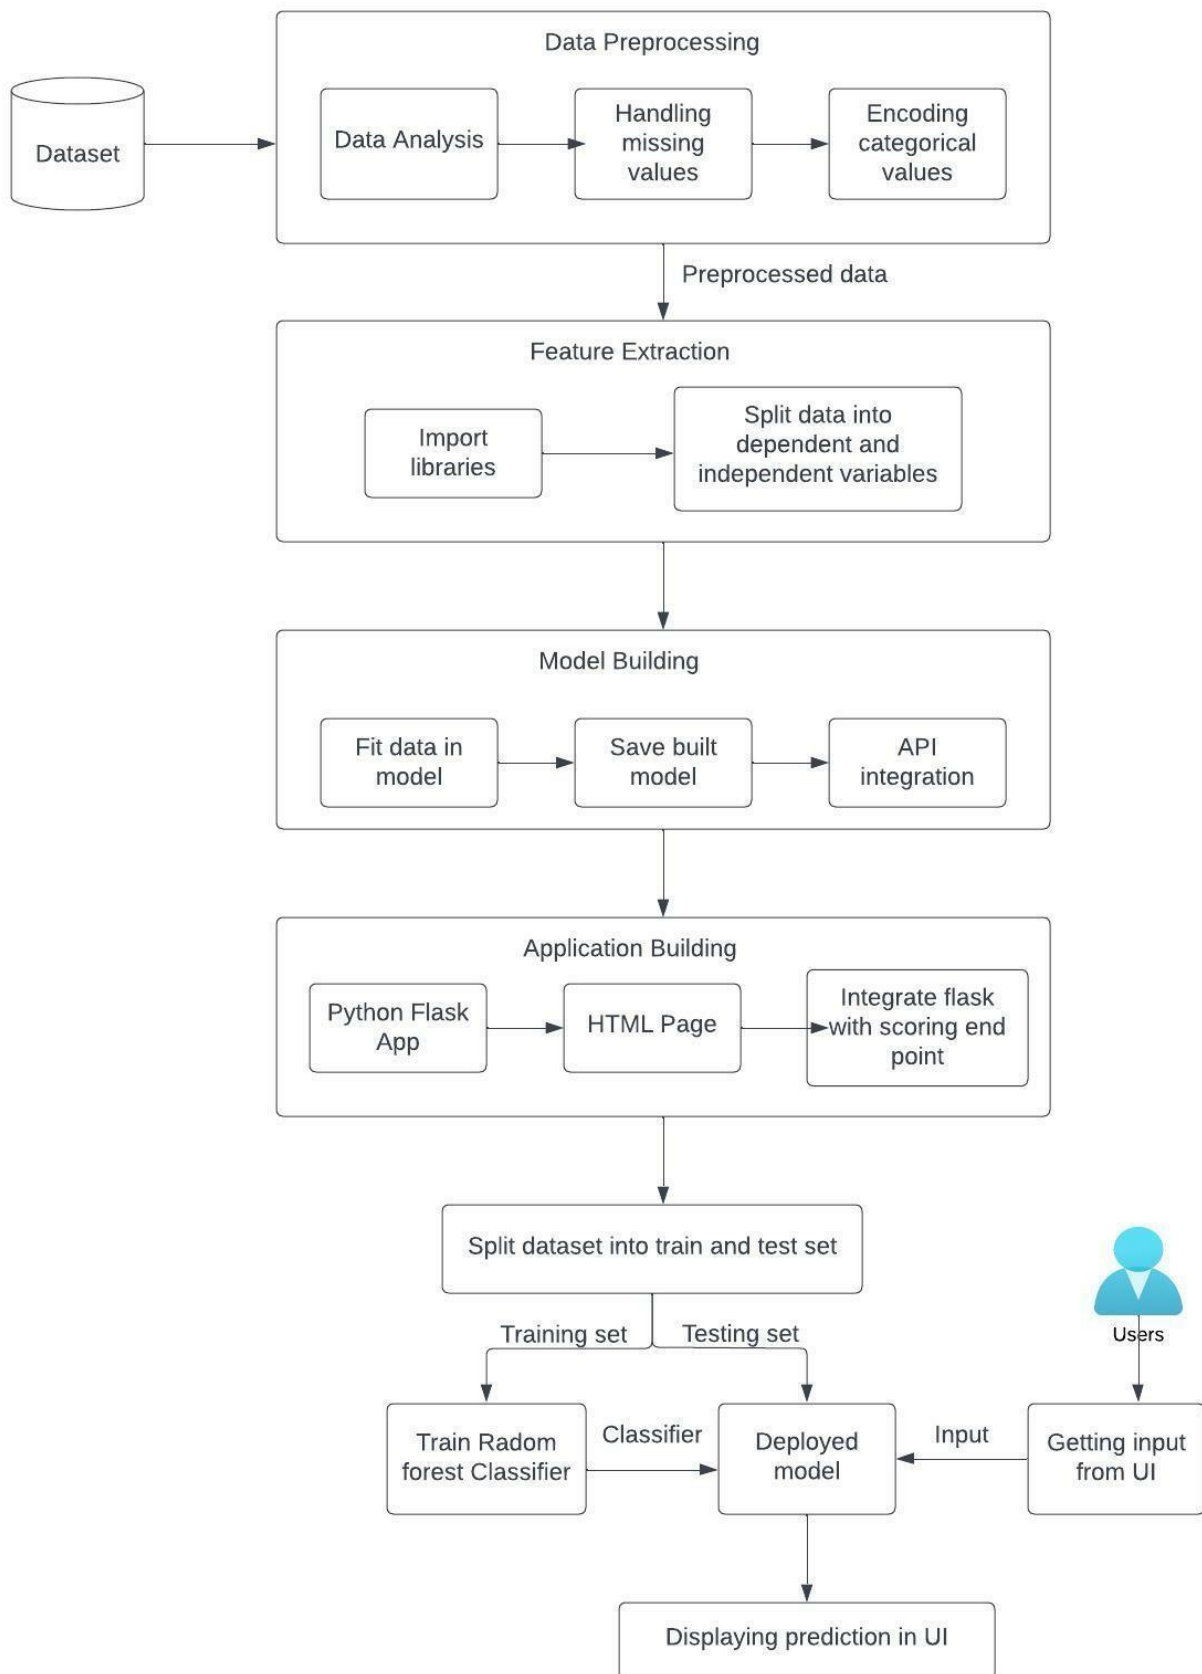 Data Preprocessing
Dataset
Data Analysis
Handling
missing
values
Encoding
categorical
values
Preprocessed data
Feature Extraction
Import
libraries
Split data into
dependent and
independent variables
Model Building
Fit data in
model
Save built
model
API
integration
Application Building
Python Flask
App
HTML Page
Integrate flask
with scoring end
point
Split dataset into train and test set
Users
Training set
Testing set
Train Radom
forest Classifier
Classifier
Deployed
model
Input
Getting input
from UI
Displaying prediction in UI